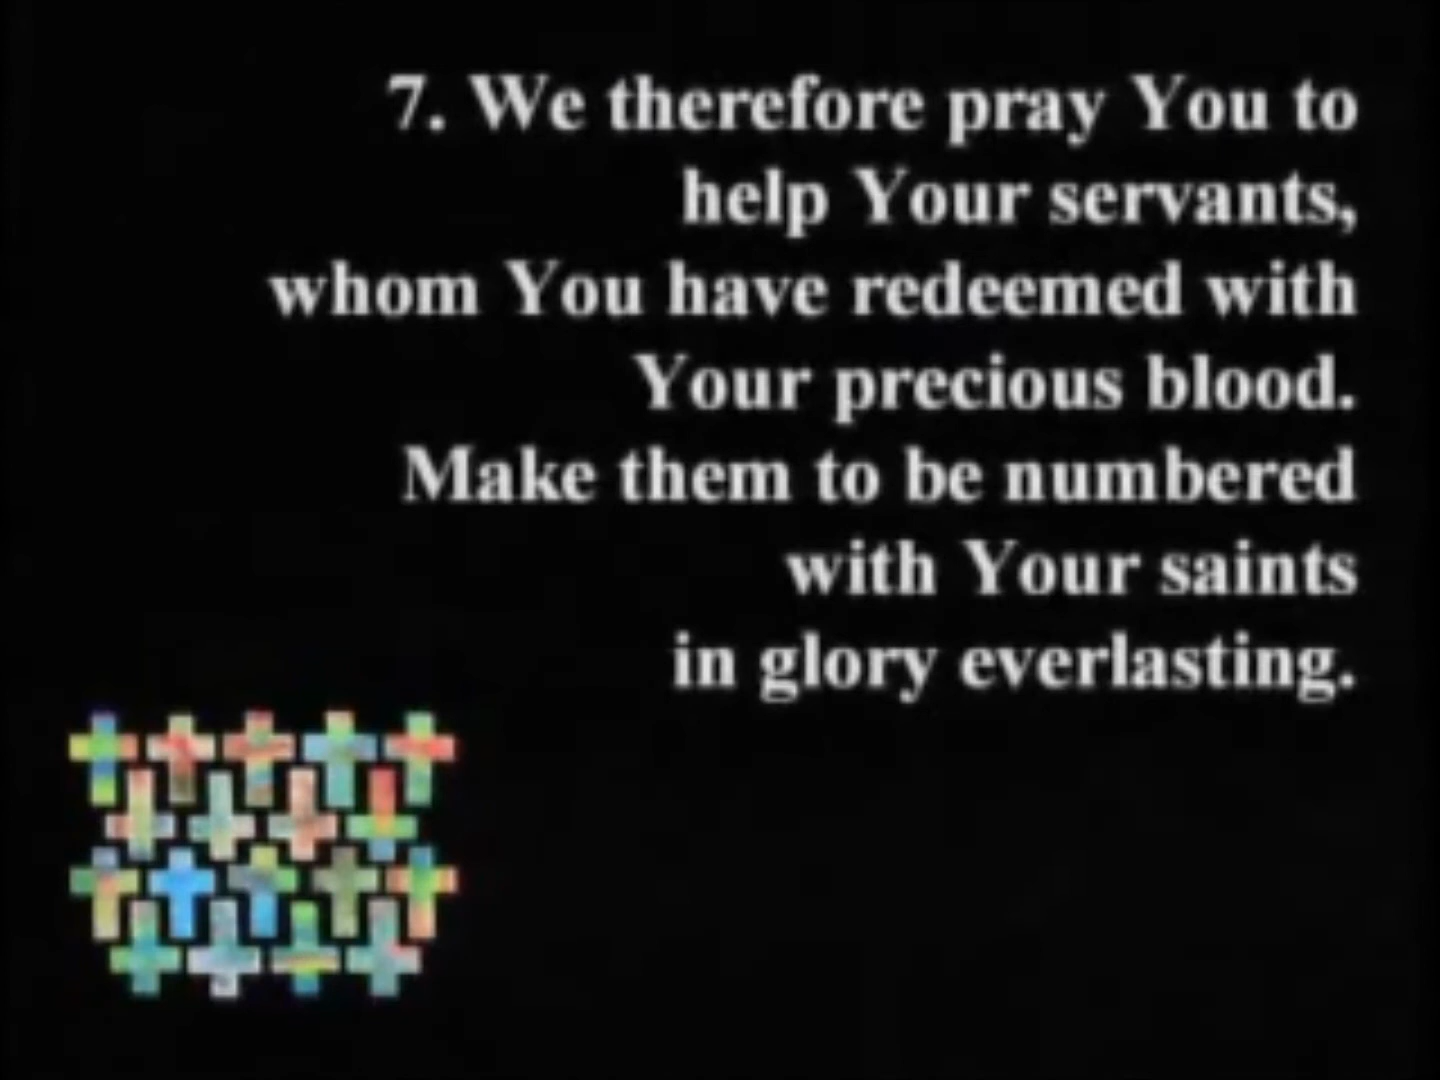 7. We therefore pray You to
help Your servants,
whom You have redeemed with
Your precious blood.
Make them to be numbered
with Your saints
in glory everlasting.